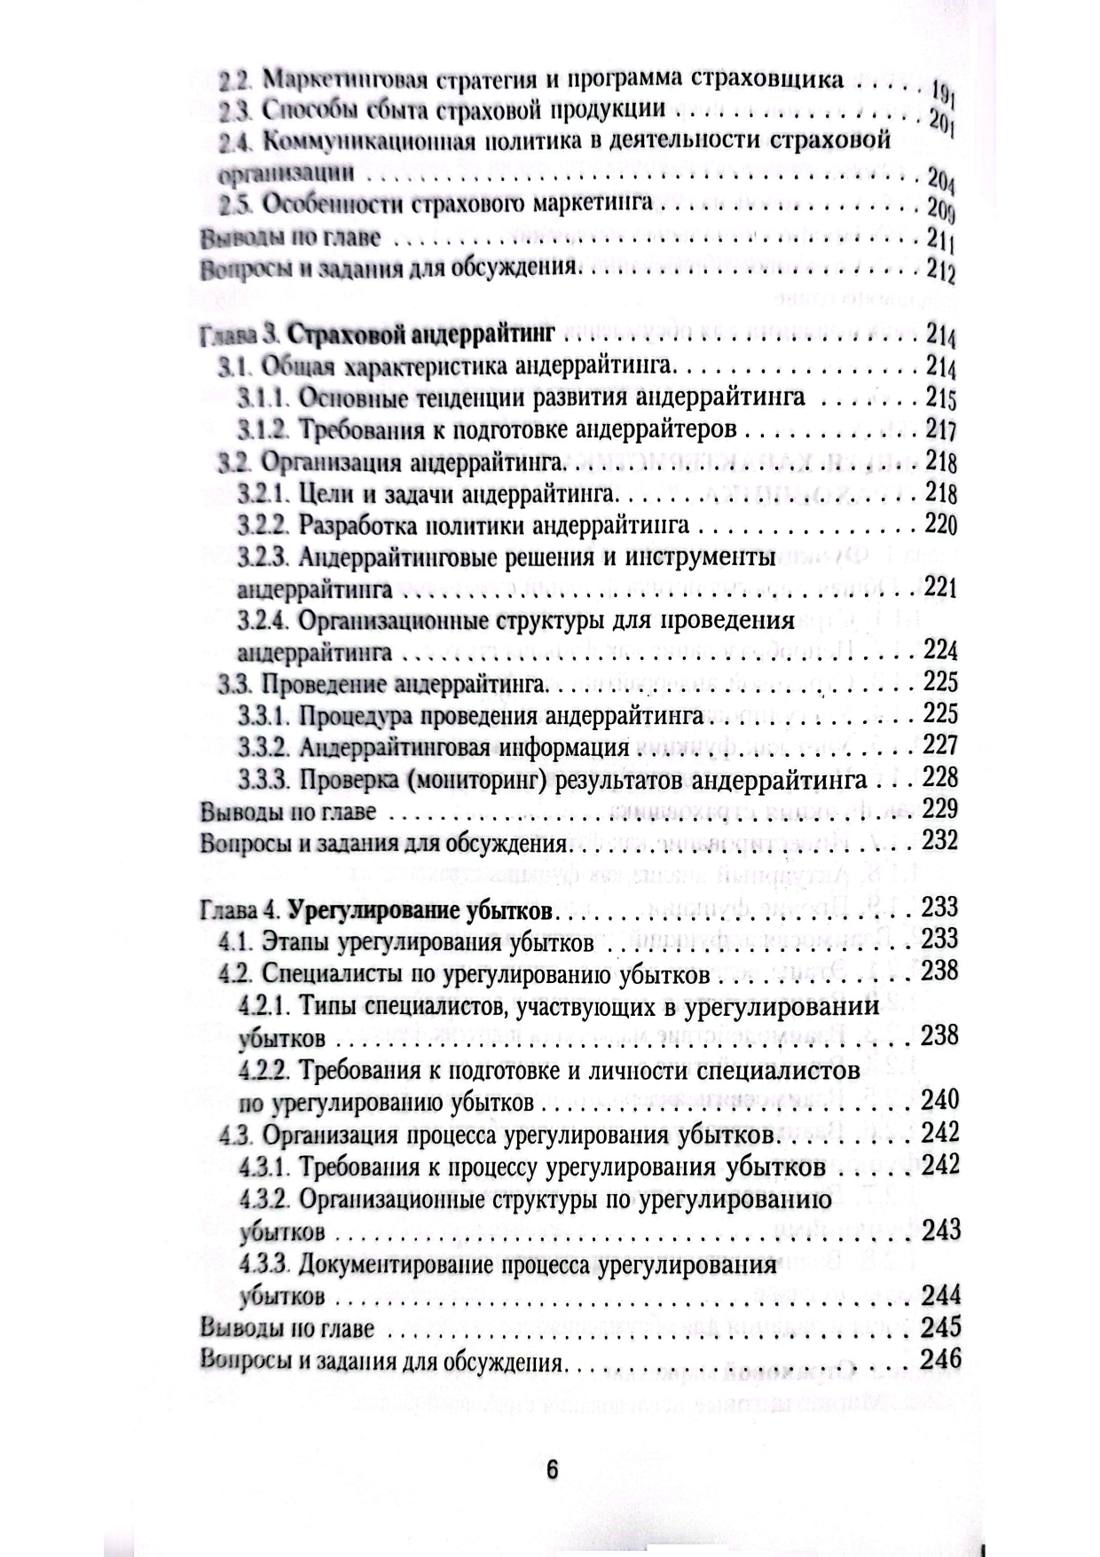 2.2. Маркетинговая стратегия и программа страховщика . . . . . 191
2.3. Способы сбыта страховой продукции . . . . . . . . . . . . . . . . . . 201
2.4. Коммуникационная политика в деятельности страховой
организации . . . . . . . . . . . . . . . . . . . . . . . . . . . . . . . . . . . . . . . . 204
2.5. Особенности страхового маркетинга . . . . . . . . . . . . . . . . . . . 209
Выводы по главе . . . . . . . . . . . . . . . . . . . . . . . . . . . . . . . . . . . . . . 211
Вопросы и задания для обсуждения. . . . . . . . . . . . . . . . . . . . . . . . 212
Глава 3. Страховой андеррайтинг . . . . . . . . . . . . . . . . . . . . . . . . . 214
3.1. Общая характеристика андеррайтинга. . . . . . . . . . . . . . . . . . 214
3.1.1. Основные тенденции развития андеррайтинга . . . . . . . 215
3.1.2. Требования к подготовке андеррайтеров . . . . . . . . . . . . 217
3.2. Организация андеррайтинга. . . . . . . . . . . . . . . . . . . . . . . . . 218
3.2.1. Цели и задачи андеррайтинга. . . . . . . . . . . . . . . . . . . . . . 218
3.2.2. Разработка политики андеррайтинга . . . . . . . . . . . . . . . . 220
3.2.3. Андеррайтинговые решения и инструменты
андеррайтинга . . . . . . . . . . . . . . . . . . . . . . . . . . . . . . . . . . . . . 221
3.2.4. Организационные структуры для проведения
андеррайтинга . . . . . . . . . . . . . . . . . . . . . . . . . . . . . . . . . . . . . 224
3.3. Проведение андеррайтинга. . . . . . . . . . . . . . . . . . . . . . . . . . 225
3.3.1. Процедура проведения андеррайтинга. . . . . . . . . . . . . . . 225
3.3.2. Андеррайтинговая информация . . . . . . . . . . . . . . . . . . . . 227
3.3.3. Проверка (мониторинг) результатов андеррайтинга . . . 228
Выводы по главе . . . . . . . . . . . . . . . . . . . . . . . . . . . . . . . . . . . . . . 229
Вопросы и задания для обсуждения. . . . . . . . . . . . . . . . . . . . . . . . 232
Глава 4. Урегулирование убытков. . . . . . . . . . . . . . . . . . . . . . . . . . 233
4.1. Этапы урегулирования убытков . . . . . . . . . . . . . . . . . . . . . . 233
4.2. Специалисты по урегулированию убытков . . . . . . . . . . . . . . 238
4.2.1. Типы специалистов, участвующих в урегулировании
убытков . . . . . . . . . . . . . . . . . . . . . . . . . . . . . . . . . . . . . . . . . . 238
4.2.2. Требования к подготовке и личности специалистов
по урегулированию убытков . . . . . . . . . . . . . . . . . . . . . . . . . . 240
4.3. Организация процесса урегулирования убытков. . . . . . . . . . 242
4.3.1. Требования к процессу урегулирования убытков . . . . . . 242
4.3.2. Организационные структуры по урегулированию
убытков . . . . . . . . . . . . . . . . . . . . . . . . . . . . . . . . . . . . . . . . . . 243
4.3.3. Документирование процесса урегулирования
убытков . . . . . . . . . . . . . . . . . . . . . . . . . . . . . . . . . . . . . . . . . . 244
Выводы по главе . . . . . . . . . . . . . . . . . . . . . . . . . . . . . . . . . . . . . . 245
Вопросы и задания для обсуждения. . . . . . . . . . . . . . . . . . . . . . . . 246
6